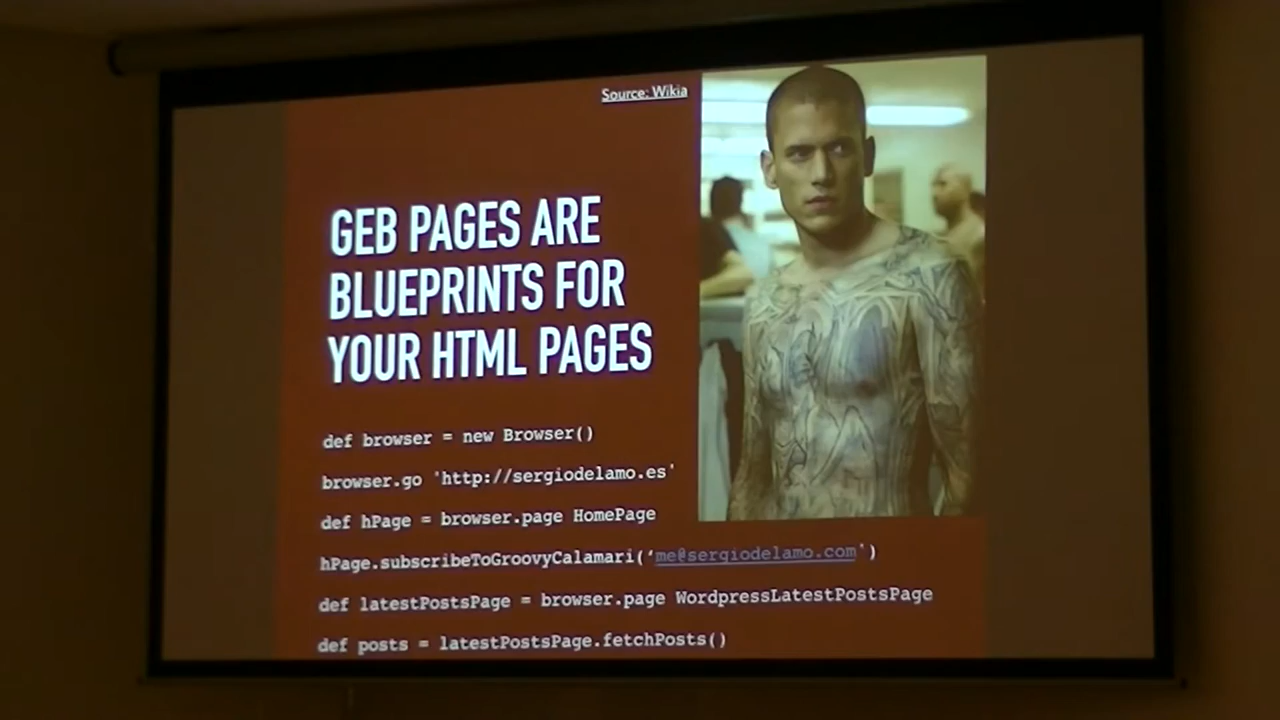 Source: Wikia
GEB PAGES ARE
BLUEPRINTS FOR
YOUR HTML PAGES
def browser = new Browser()
browser.go 'http://sergiodelamo.es'
def hPage = browser.page HomePage
hPage.subscribeToGroovyCalamari(‘me@sergiodelamo.com')
def latestPostsPage = browser.page WordpressLatestPostsPage
def posts = latestPostsPage.fetchPosts()